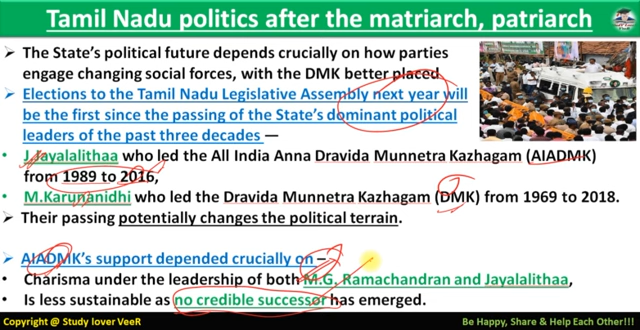 Tamil Nadu politics after the matriarch, patriarch
➢ The State's political future depends crucially on how parties
engage changing social forces, with the DMK better placed
➢ Elections to the Tamil Nadu Legislative Assembly next year will
be the first since the passing of the State's dominant political
leaders of the past three decades —
• J.Jayalalithaa who led the All India Anna Dravida Munnetra Kazhagam (AIADMK)
from 1989 to 2016,
• M.Karunanidhi who led the Dravida Munnetra Kazhagam (DMK) from 1969 to 2018.
➢ Their passing potentially changes the political terrain.
➢ AIADMK's support depended crucially on –
• Charisma under the leadership of both M.G. Ramachandran and Jayalalithaa,
• Is less sustainable as no credible successor has emerged.
Copyright @ Study lover VeeR
Be Happy, Share & Help Each Other!!!